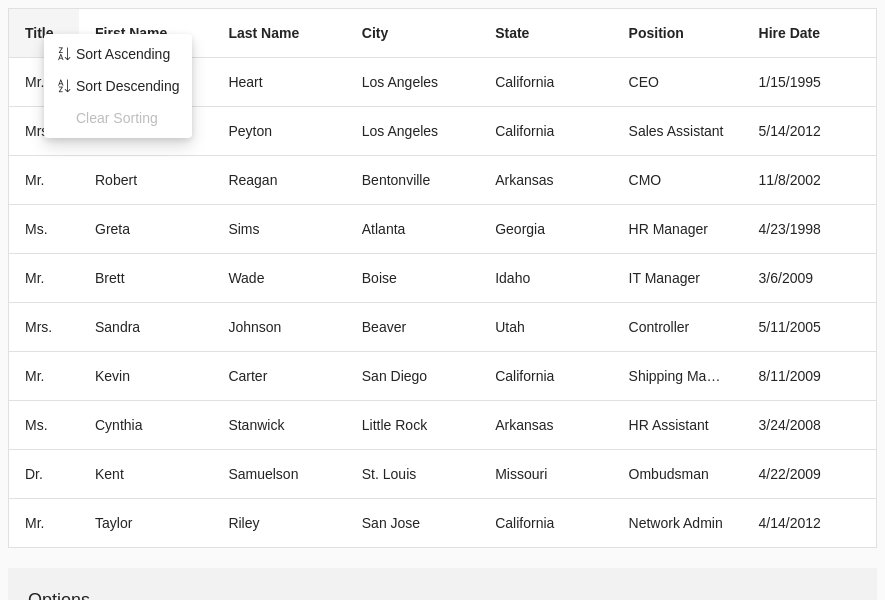 Title First Name Last Name City State Position Hire Date
Sort Ascending
Sort Descending
Clear Sorting
Mr. Heart Los Angeles California CEO 1/15/1995
Mrs Peyton Los Angeles California Sales Assistant 5/14/2012
Mr. Robert Reagan Bentonville Arkansas CMO 11/8/2002
Ms. Greta Sims Atlanta Georgia HR Manager 4/23/1998
Mr. Brett Wade Boise Idaho IT Manager 3/6/2009
Mrs. Sandra Johnson Beaver Utah Controller 5/11/2005
Mr. Kevin Carter San Diego California Shipping Ma… 8/11/2009
Ms. Cynthia Stanwick Little Rock Arkansas HR Assistant 3/24/2008
Dr. Kent Samuelson St. Louis Missouri Ombudsman 4/22/2009
Mr. Taylor Riley San Jose California Network Admin 4/14/2012
Options